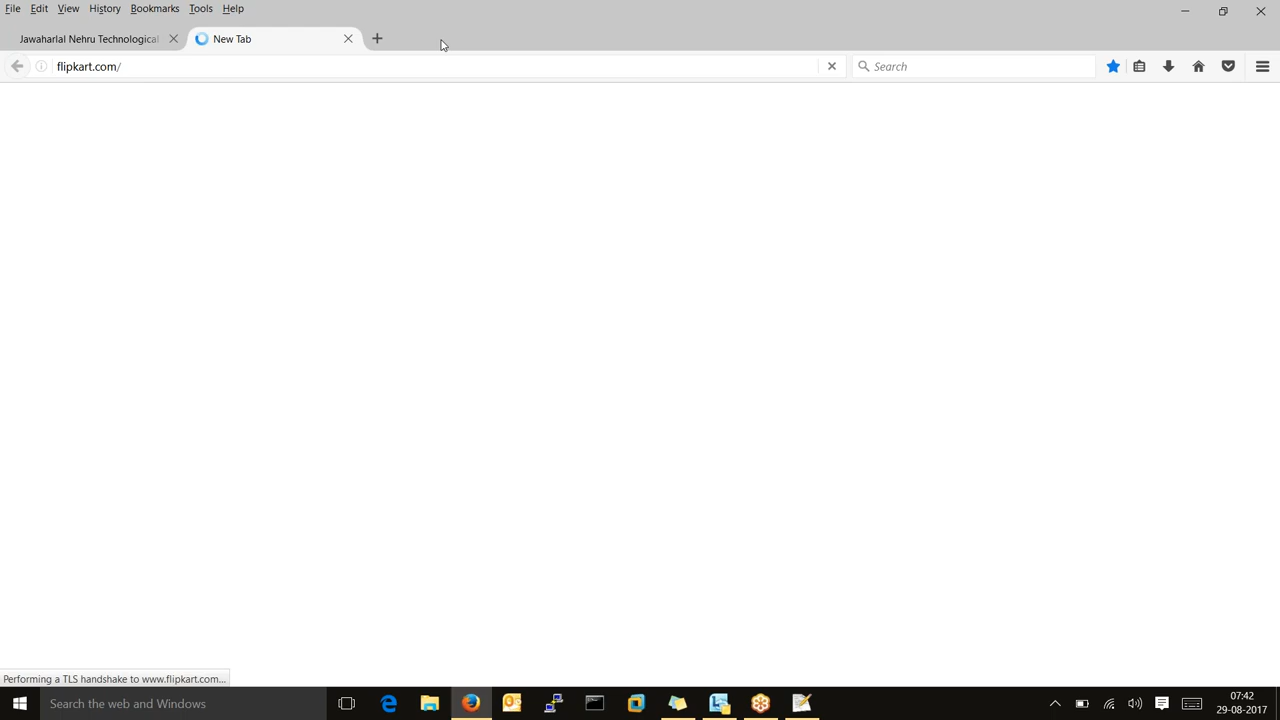 File Edit View History Bookmarks Tools Help
Jawaharlal Nehru Technological
New Tab
flipkart.com/
Search
Performing a TLS handshake to www.flipkart.com...
Search the web and Windows
07:42
29-08-2017